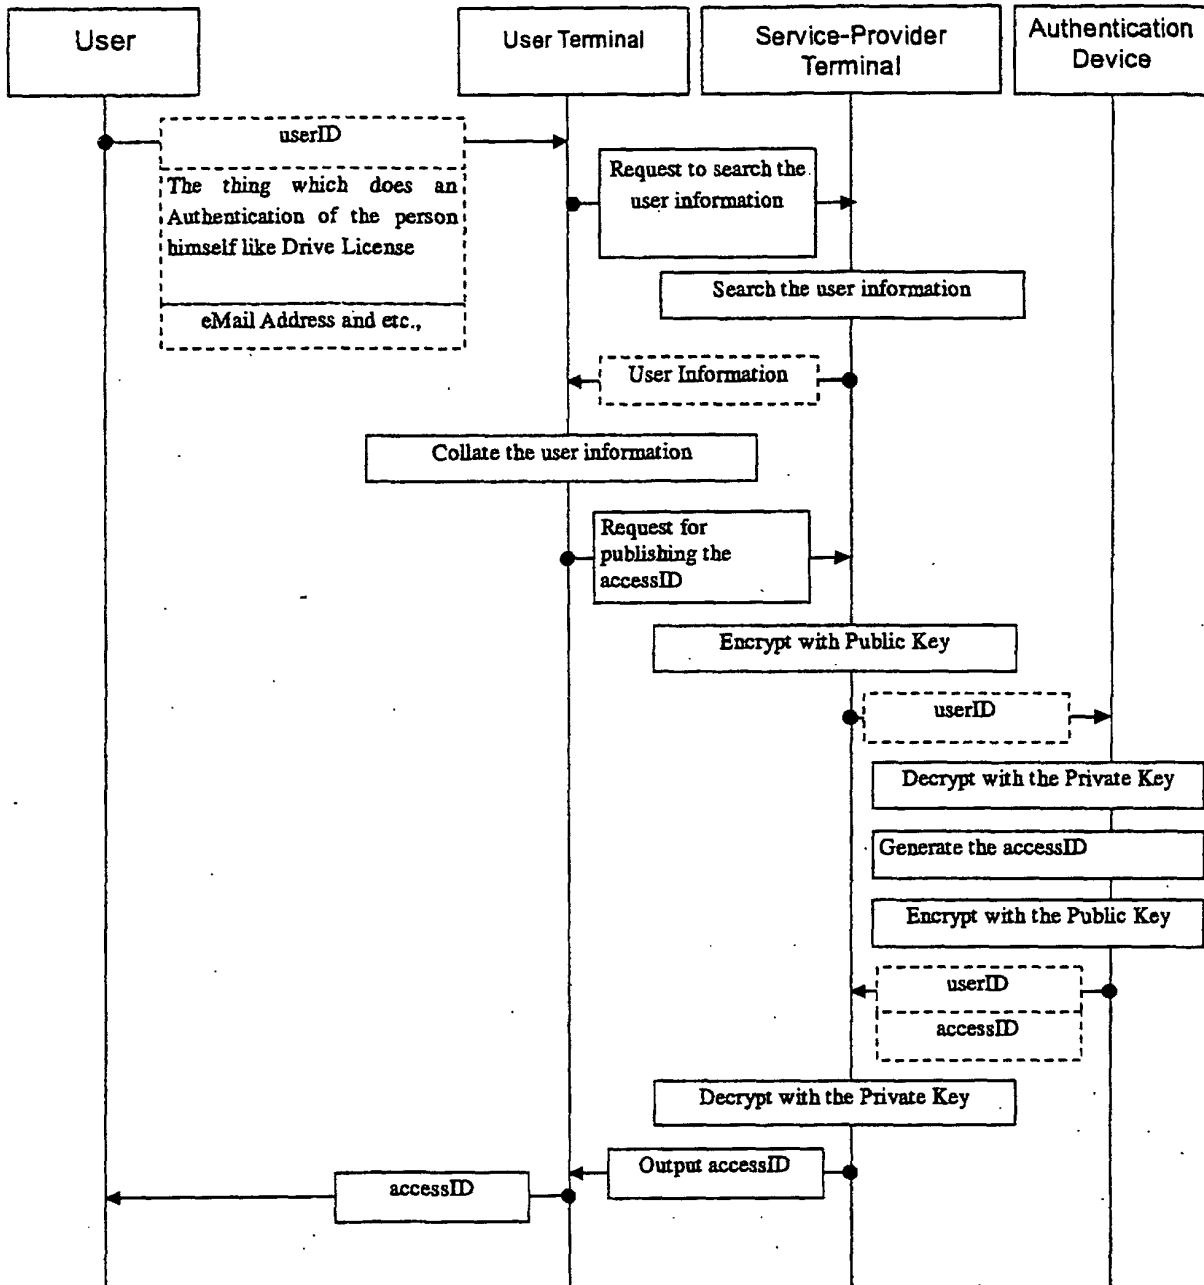 User
User Terminal
Service-Provider
Terminal
Authentication
Device
userID
The thing which does an
Authentication of the person
himself like Drive License
eMail Address and etc.,
Request to search the
user information
Search the user information
User Information
Collate the user information
Request for
publishing the
accessID
Encrypt with Public Key
userID
Decrypt with the Private Key
Generate the accessID
Encrypt with the Public Key
userID
accessID
Decrypt with the Private Key
Output accessID
accessID